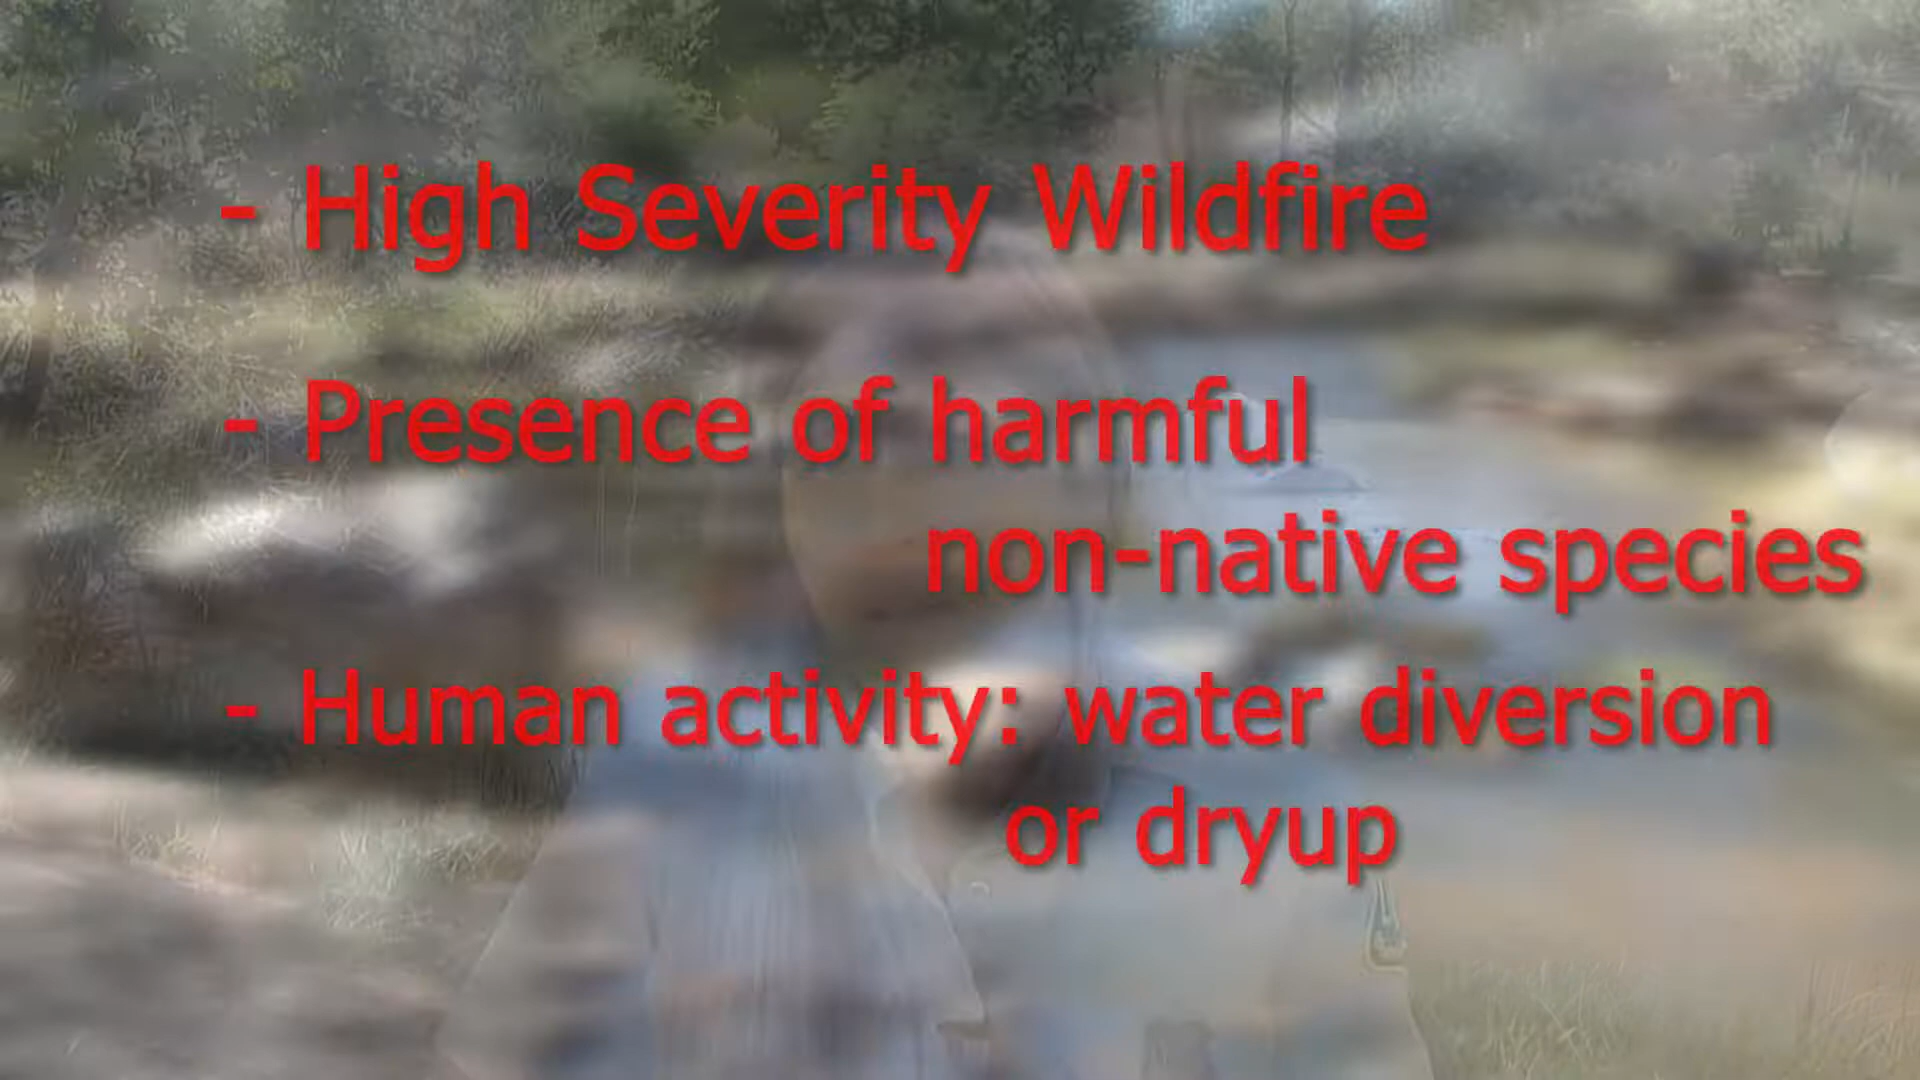 - High Severity Wildfire
- Presence of harmful
non-native species
- Human activity: water diversion
or dryup